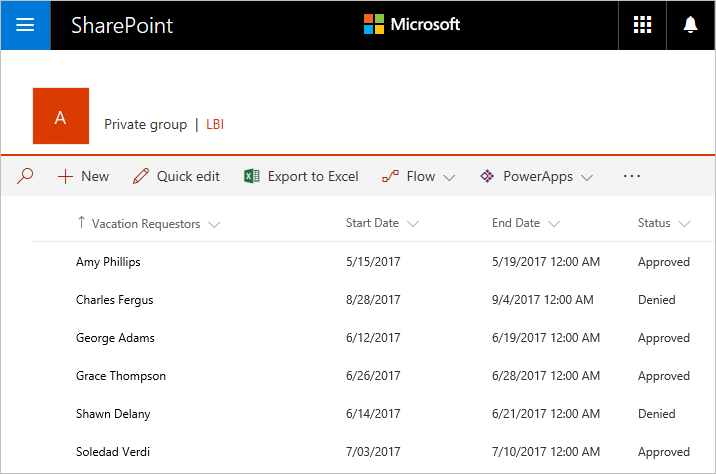 SharePoint Microsoft
A
Private group | LBI
New Quick edit Export to Excel Flow PowerApps ...
Vacation Requestors Start Date End Date Status
Amy Phillips 5/15/2017 5/19/2017 12:00 AM Approved
Charles Fergus 8/28/2017 9/4/2017 12:00 AM Denied
George Adams 6/12/2017 6/19/2017 12:00 AM Approved
Grace Thompson 6/26/2017 6/28/2017 12:00 AM Approved
Shawn Delany 6/14/2017 6/21/2017 12:00 AM Denied
Soledad Verdi 7/03/2017 7/10/2017 12:00 AM Approved